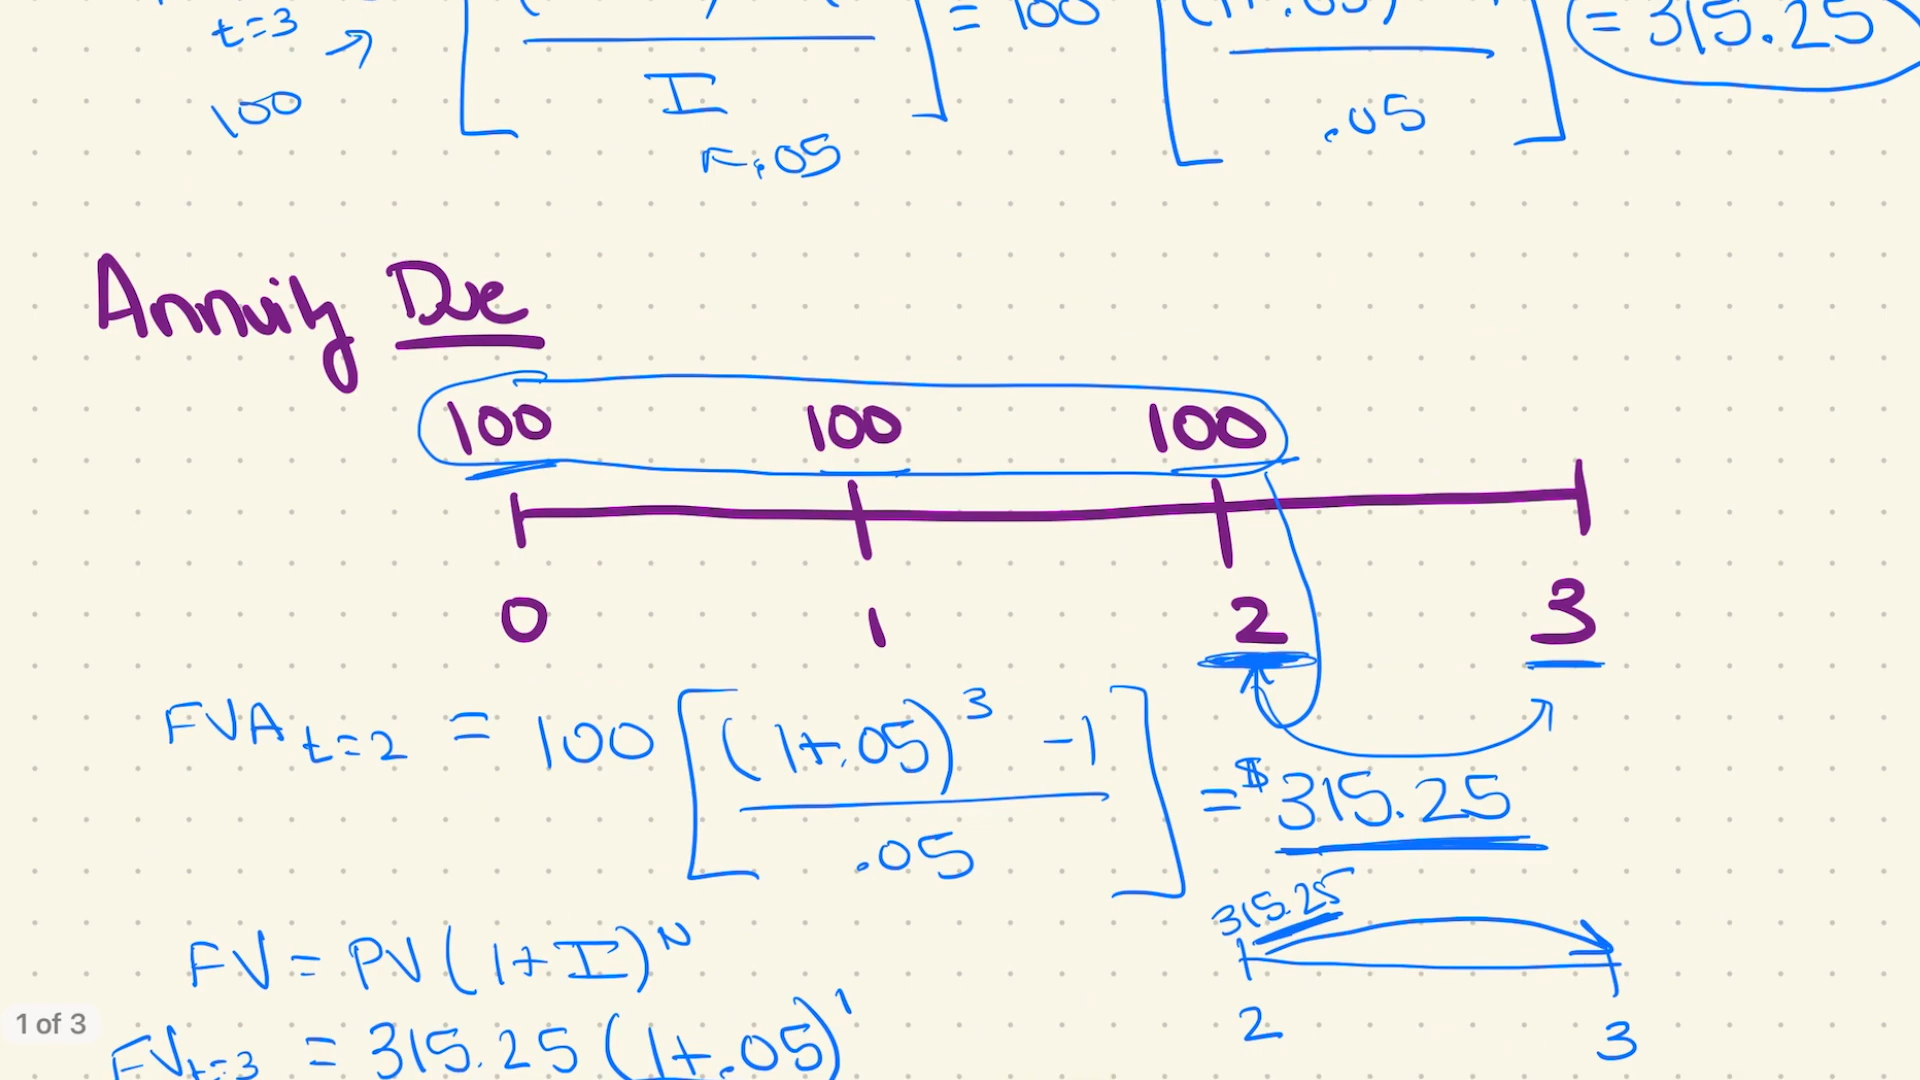 t=3 [ I ] = 100 [ (1+.05) .05 ] = 315.25
100
.05
Annuity Due
100 100 100
0 1 2 3
FVA t=2 = 100 [ (1+.05)^3 -1 / .05 ] = $315.25
315.25
FV = PV (1+I)^N
2 3
1 of 3
FV t=3 = 315.25 (1+.05)^1